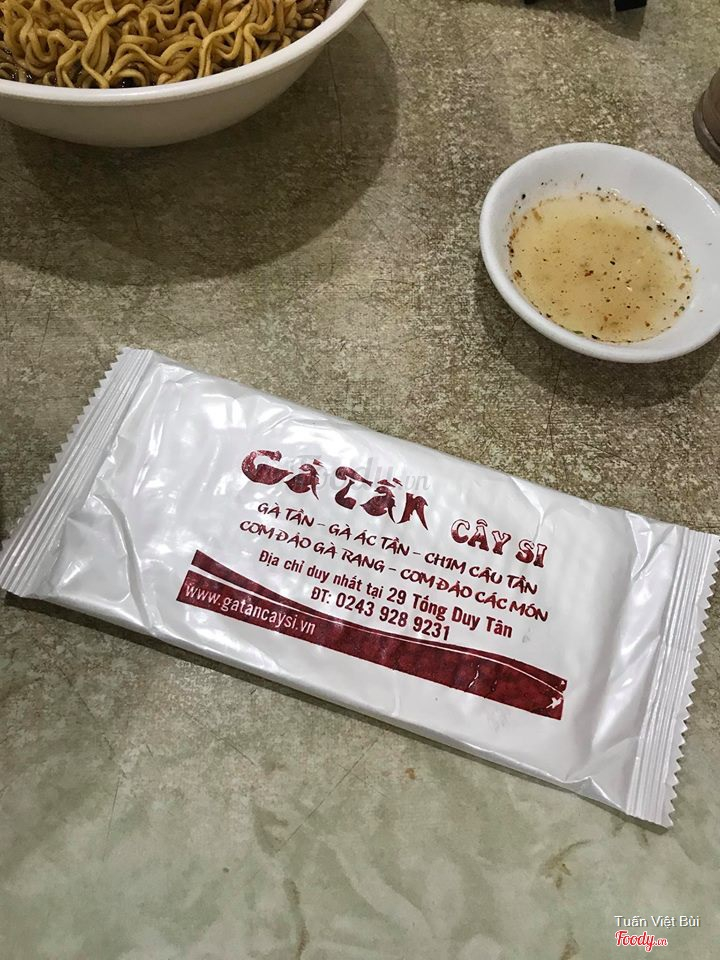 Gà Tần CÂY SI
GÀ TẦN - GÀ ÁC TẦN - CHIM CÂU TẦN
CƠM ĐẢO GÀ RANG - CƠM ĐẢO CÁC MÓN
Địa chỉ duy nhất tại 29 Tống Duy Tân
ĐT: 0243 928 9231
www.gatancaysi.vn
Foody.vn
Tuấn Việt Bùi
Foody.vn